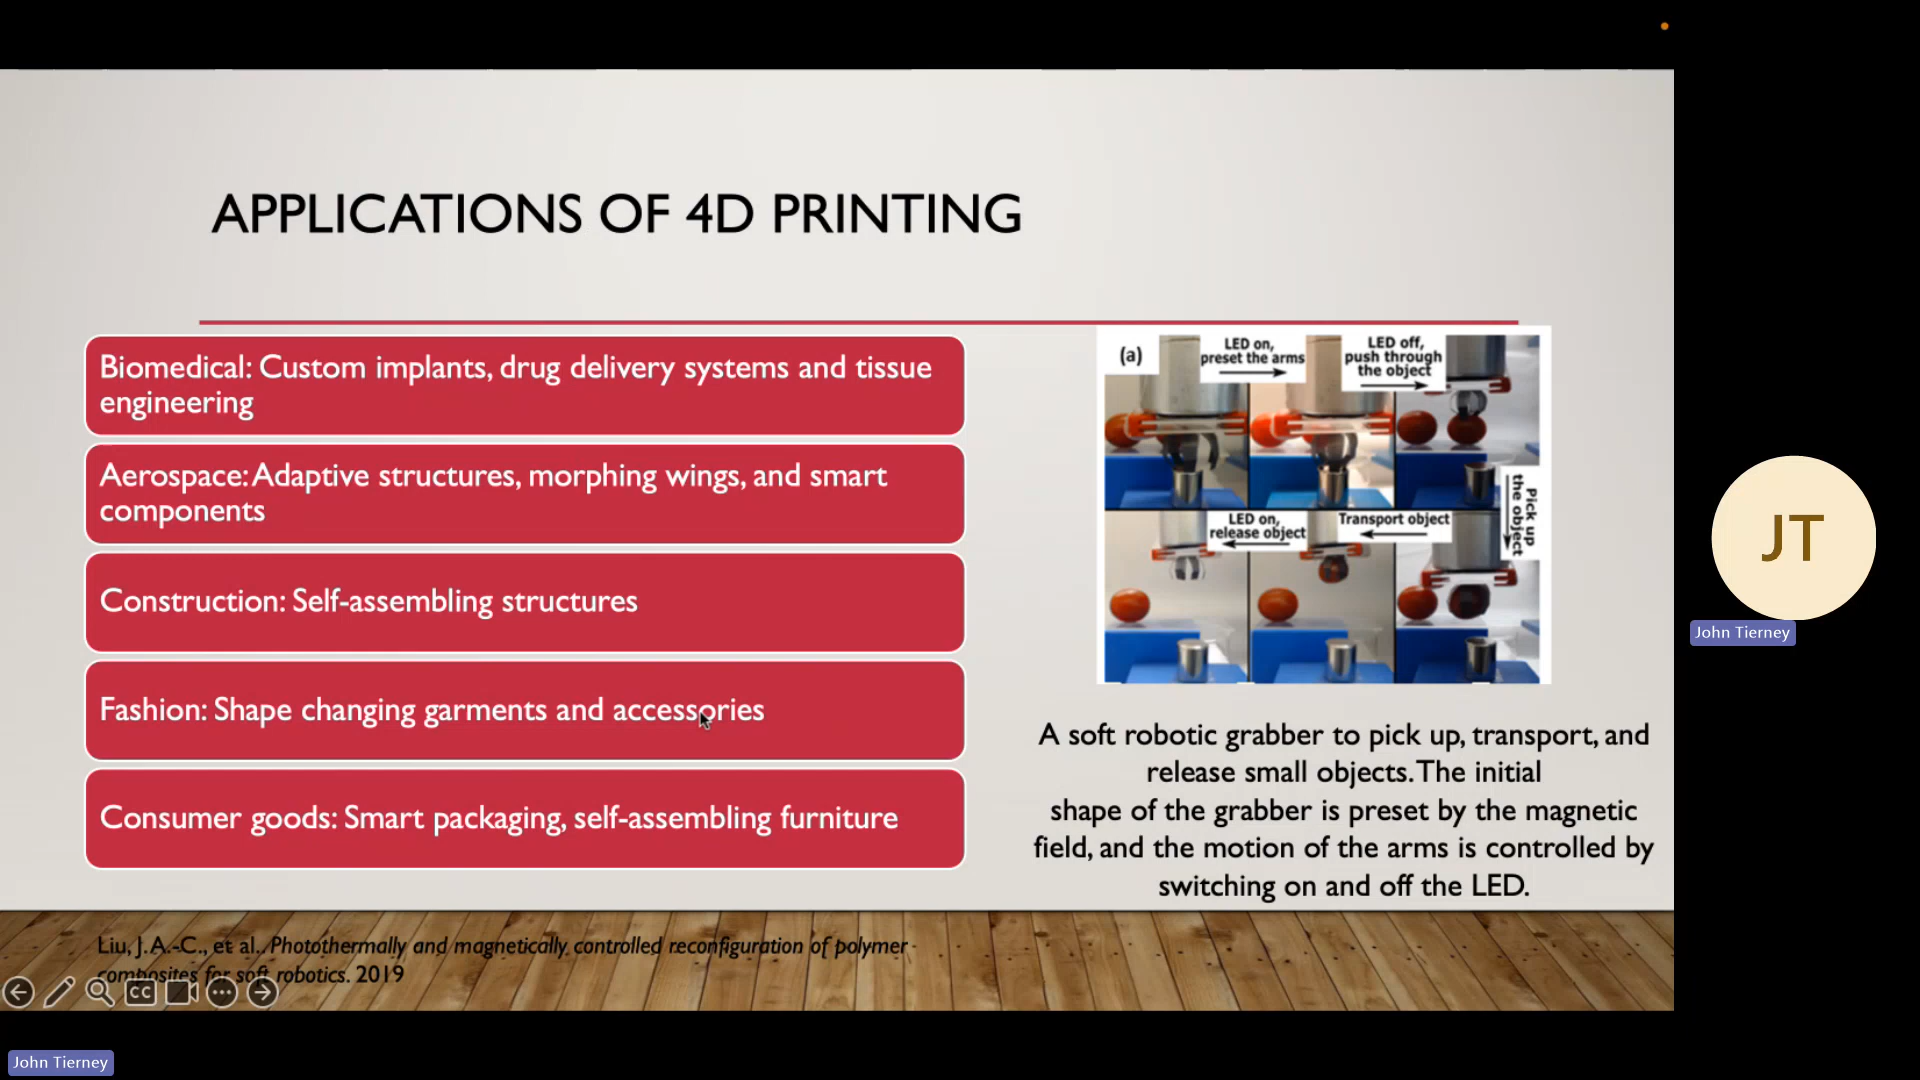 APPLICATIONS OF 4D PRINTING
Biomedical: Custom implants, drug delivery systems and tissue
engineering
Aerospace: Adaptive structures, morphing wings, and smart
components
Construction: Self-assembling structures
Fashion: Shape changing garments and accessories
Consumer goods: Smart packaging, self-assembling furniture
(a)
LED on,
preset the arms
LED off,
push through
the object
Pick up
the object
Transport object
LED on,
release object
A soft robotic grabber to pick up, transport, and
release small objects. The initial
shape of the grabber is preset by the magnetic
field, and the motion of the arms is controlled by
switching on and off the LED.
Liu, J.A.-C., et al.. Photothermally and magnetically controlled reconfiguration of polymer
composites for soft robotics. 2019
CC
JT
John Tierney
John Tierney